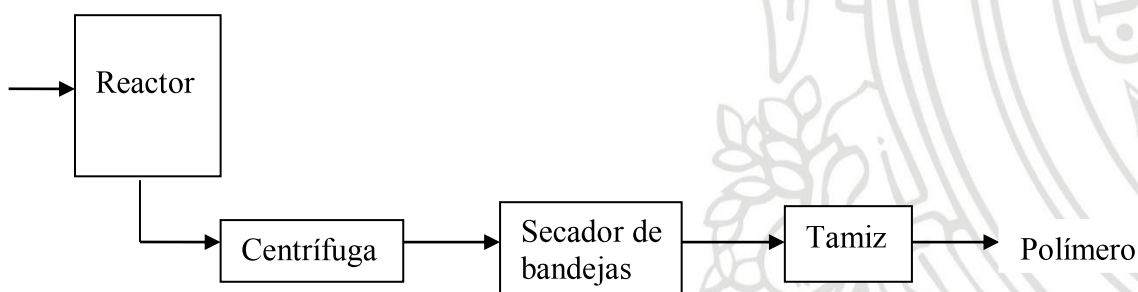 Reactor
Centrífuga
Secador de
bandejas
Tamiz
Polímero